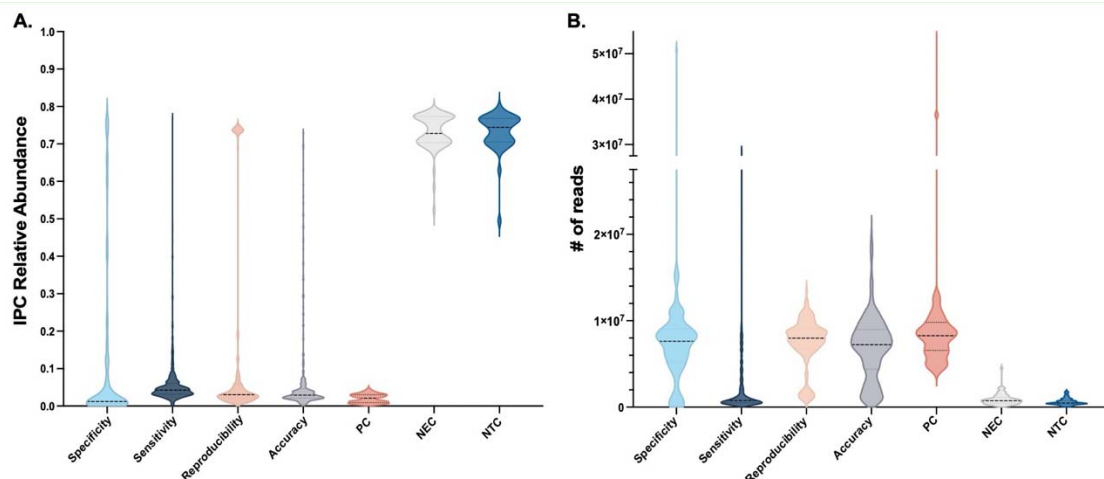 A.
IPC Relative Abundance
1.0
0.9
0.8
0.7
0.6
0.5
0.4
0.3
0.2
0.1
0.0
Specificity
Sensitivity
Reproducibility
Accuracy
PC
NEC
NTC
B.
# of reads
5×10⁷
4×10⁷
3×10⁷
2×10⁷
1×10⁷
0
Specificity
Sensitivity
Reproducibility
Accuracy
PC
NEC
NTC